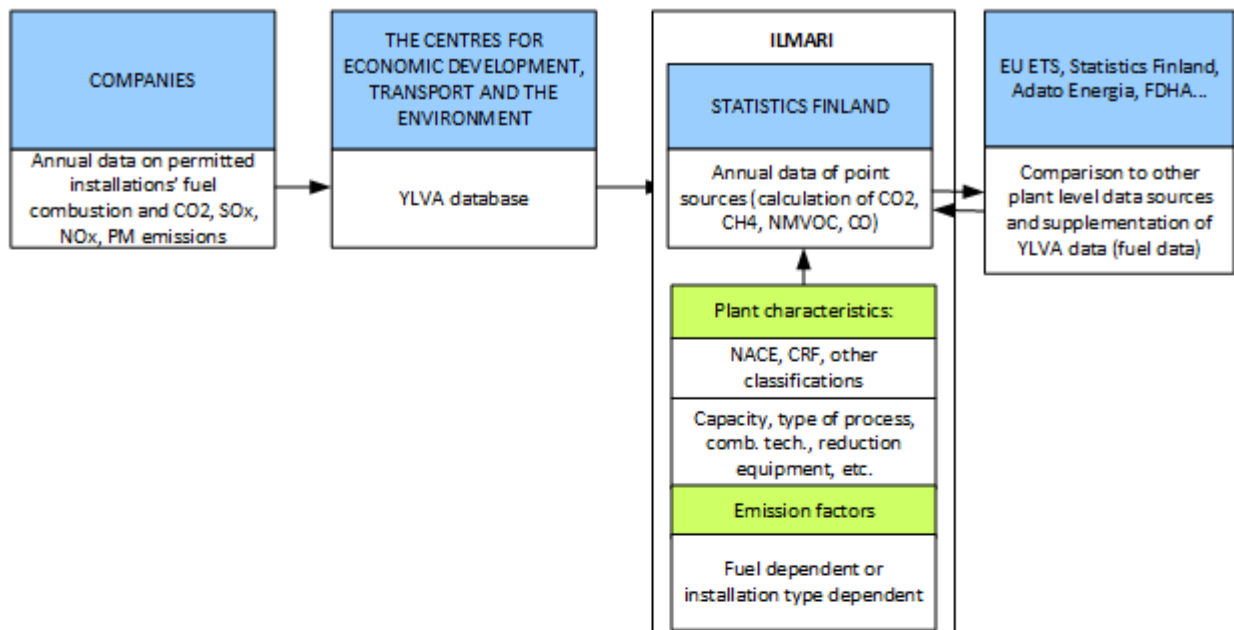 COMPANIES
Annual data on permitted
installations' fuel
combustion and CO2, SOx,
NOx, PM emissions
THE CENTRES FOR
ECONOMIC DEVELOPMENT,
TRANSPORT AND THE
ENVIRONMENT
YLVA database
ILMARI
STATISTICS FINLAND
Annual data of point
sources (calculation of CO2,
CH4, NMVOC, CO)
Plant characteristics:
NACE, CRF, other
classifications
Capacity, type of process,
comb. tech., reduction
equipment, etc.
Emission factors
Fuel dependent or
installation type dependent
EU ETS, Statistics Finland,
Adato Energia, FDHA...
Comparison to other
plant level data sources
and supplementation of
YLVA data (fuel data)